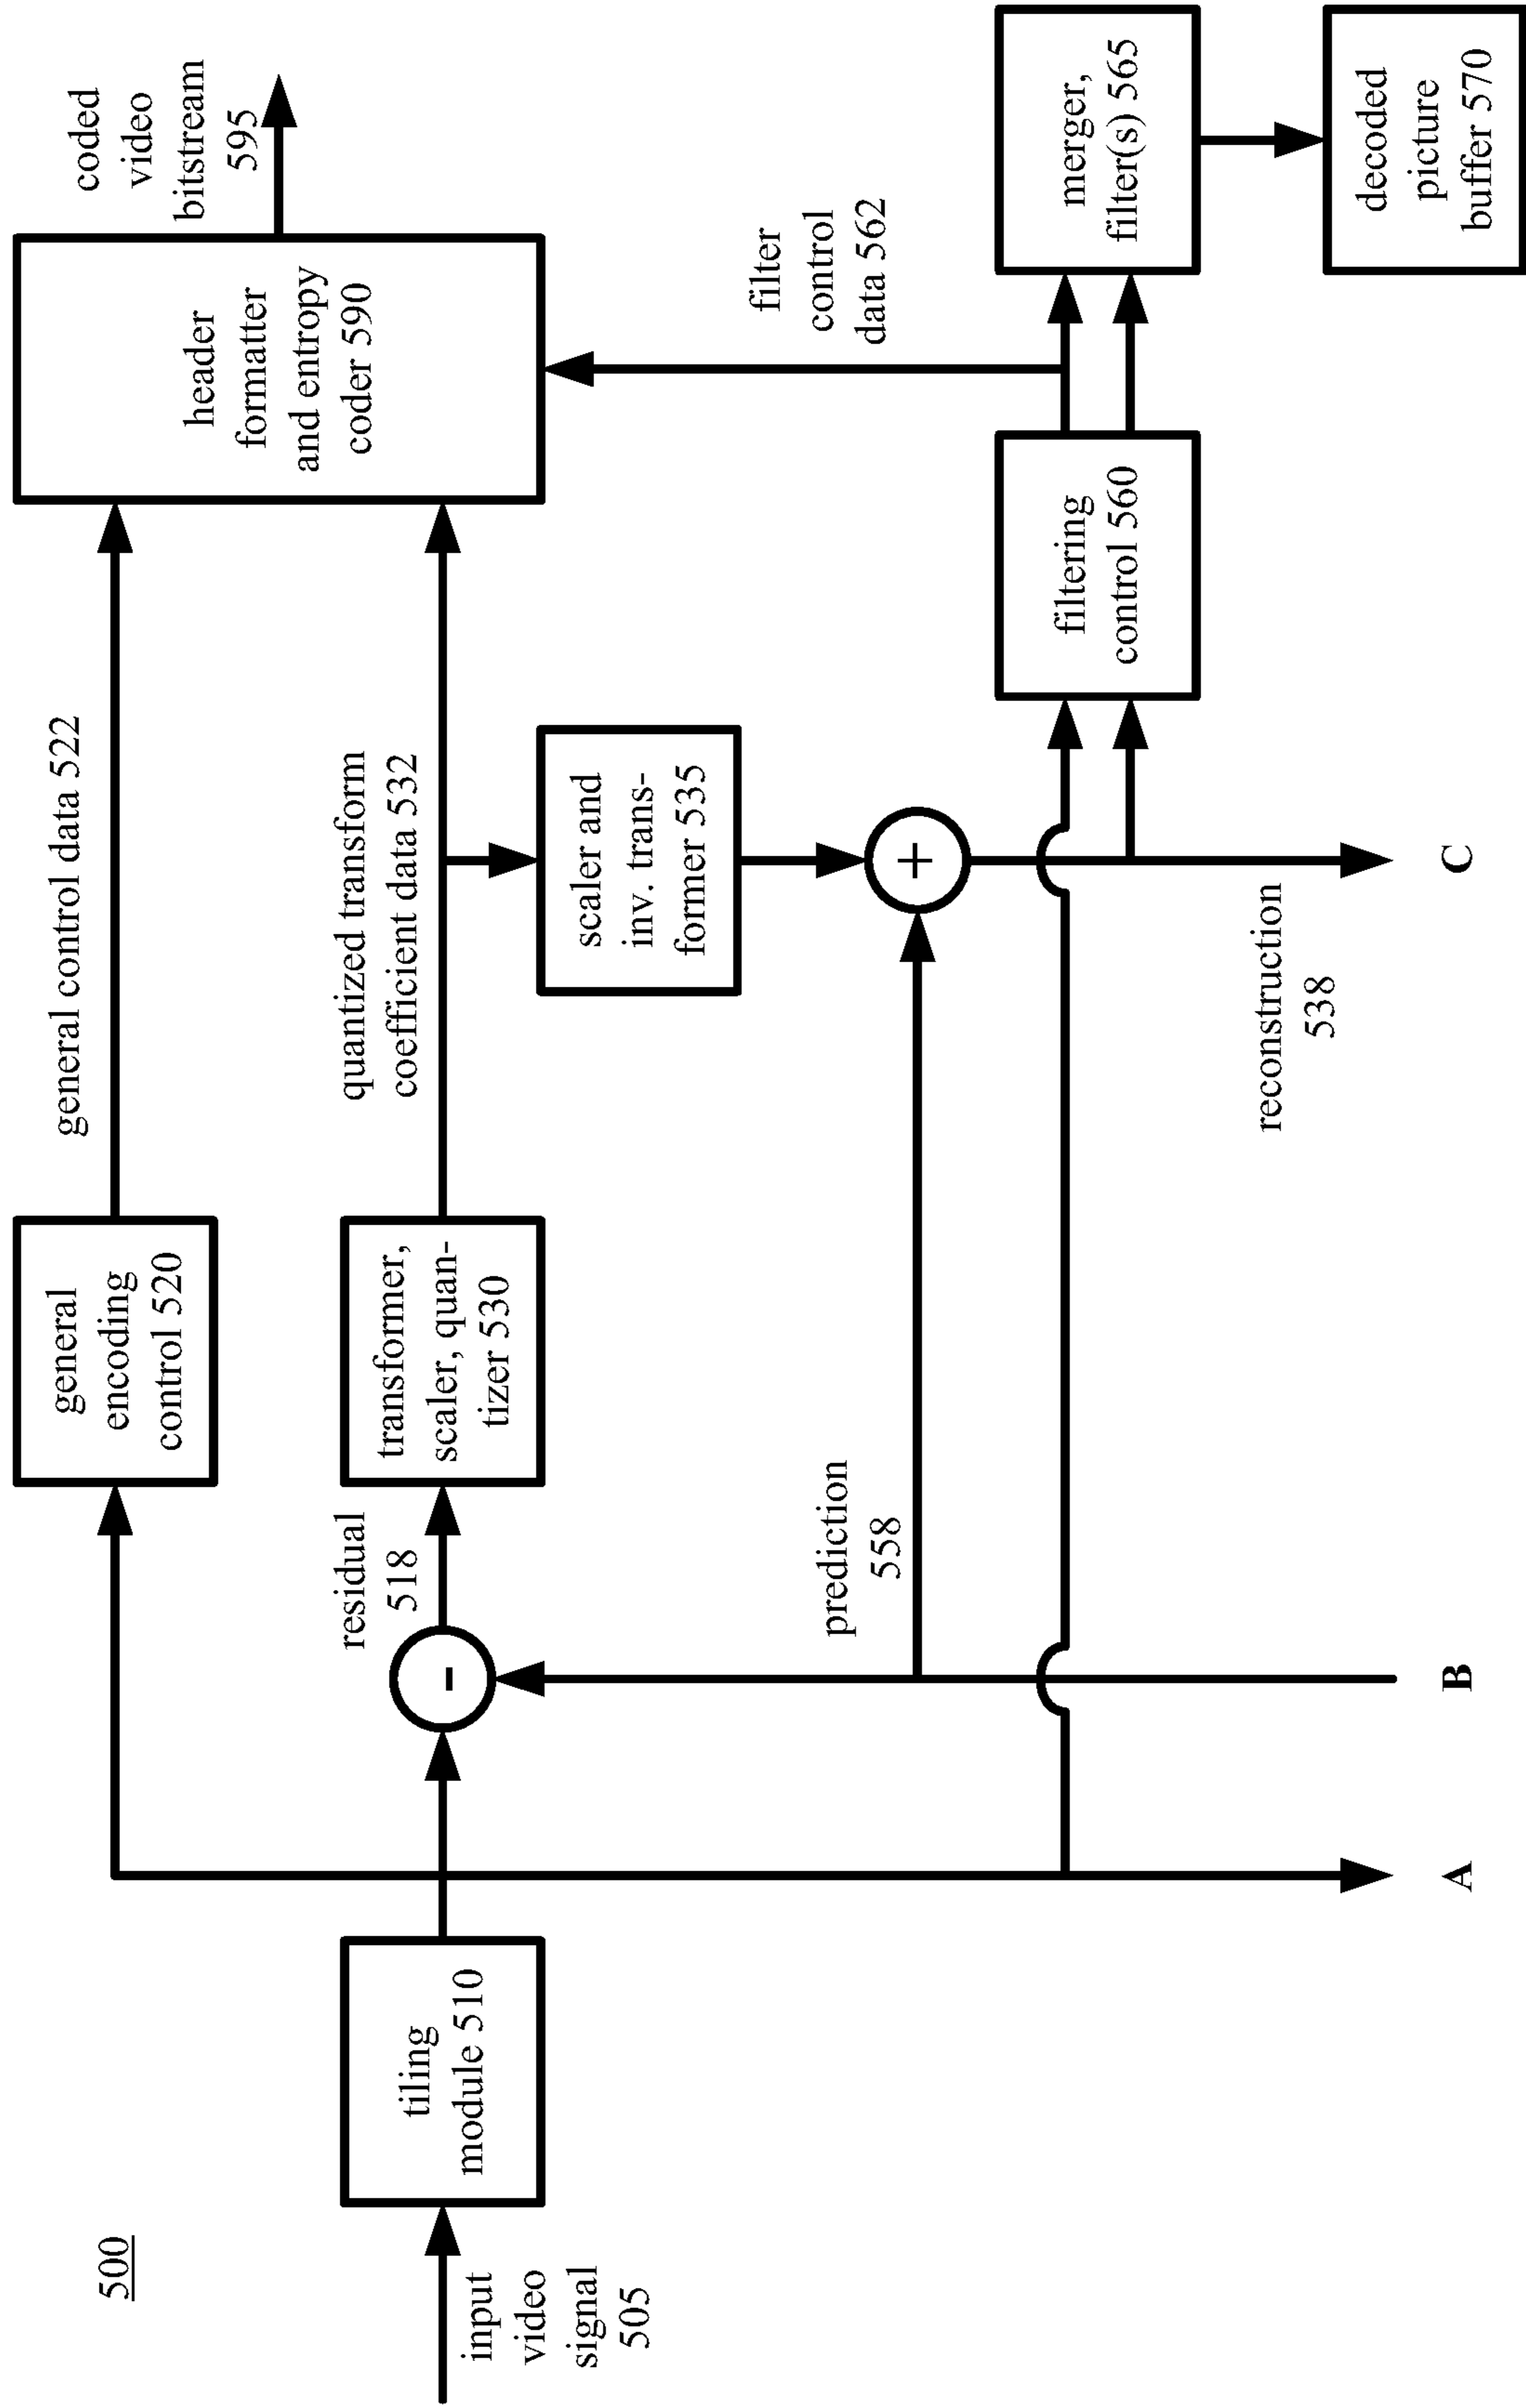 500
input
video
signal
505
tiling
module 510
general
encoding
control 520
general control data 522
residual
518
transformer,
scaler, quan-
tizer 530
quantized transform
coefficient data 532
header
formatter
and entropy
coder 590
coded
video
bitstream
595
scaler and
inv. trans-
former 535
prediction
558
-
+
filter
control
data 562
filtering
control 560
merger,
filter(s) 565
decoded
picture
buffer 570
reconstruction
538
A
B
C